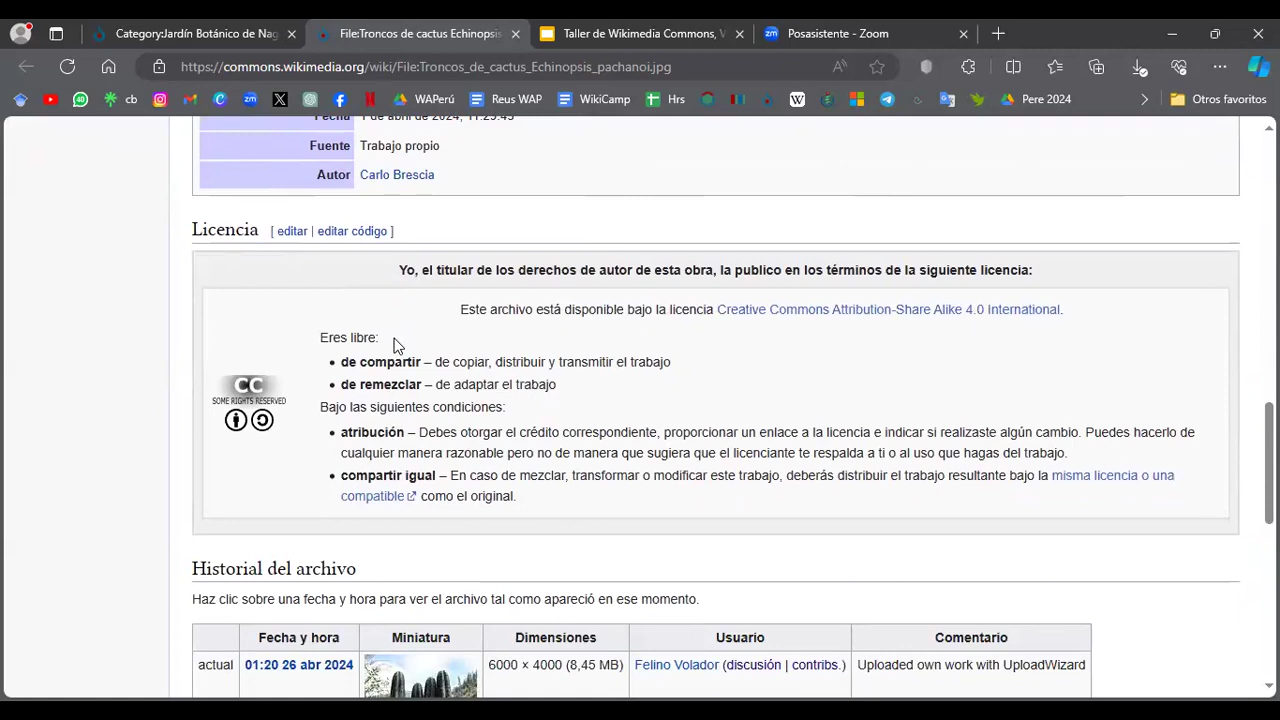 Category:Jardín Botánico de Nag
File:Troncos de cactus Echinopsis
Taller de Wikimedia Commons, W
Posasistente - Zoom
https://commons.wikimedia.org/wiki/File:Troncos_de_cactus_Echinopsis_pachanoi.jpg
cb
WAPerú
Reus WAP
WikiCamp
Hrs
Pere 2024
Otros favoritos
Fecha 1 de abril de 2024, 11:29:43
Fuente Trabajo propio
Autor Carlo Brescia
Licencia [ editar | editar código ]
Yo, el titular de los derechos de autor de esta obra, la publico en los términos de la siguiente licencia:
Este archivo está disponible bajo la licencia Creative Commons Attribution-Share Alike 4.0 International.
Eres libre:
• de compartir – de copiar, distribuir y transmitir el trabajo
• de remezclar – de adaptar el trabajo
CC
SOME RIGHTS RESERVED
Bajo las siguientes condiciones:
• atribución – Debes otorgar el crédito correspondiente, proporcionar un enlace a la licencia e indicar si realizaste algún cambio. Puedes hacerlo de
cualquier manera razonable pero no de manera que sugiera que el licenciante te respalda a ti o al uso que hagas del trabajo.
• compartir igual – En caso de mezclar, transformar o modificar este trabajo, deberás distribuir el trabajo resultante bajo la misma licencia o una
compatible como el original.
Historial del archivo
Haz clic sobre una fecha y hora para ver el archivo tal como apareció en ese momento.
Fecha y hora Miniatura Dimensiones Usuario Comentario
actual 01:20 26 abr 2024 6000 × 4000 (8,45 MB) Felino Volador (discusión | contribs.) Uploaded own work with UploadWizard